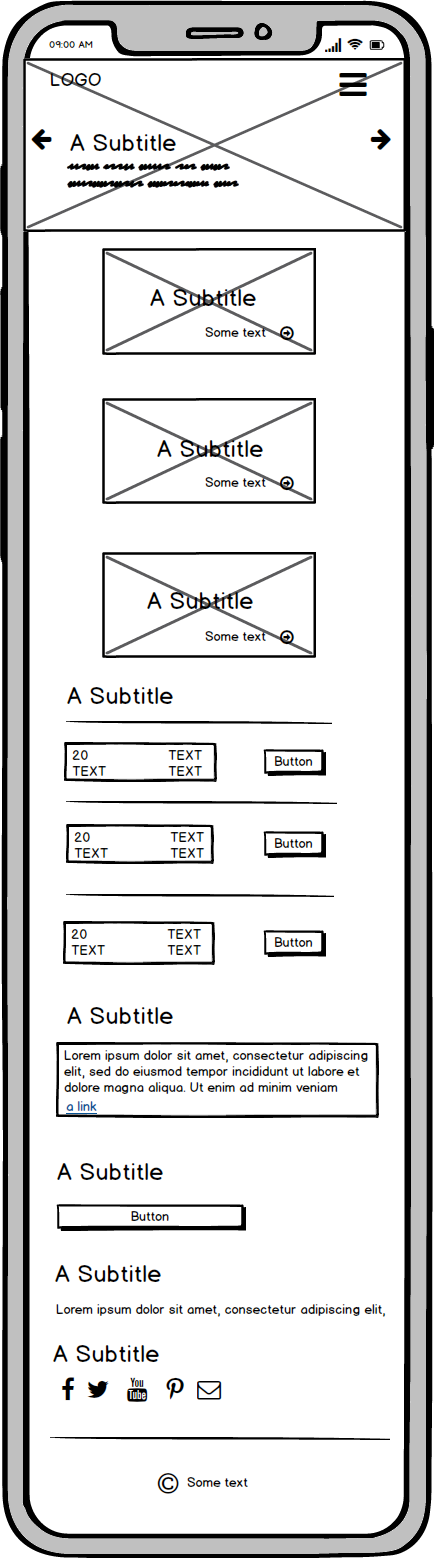 09:00 AM
LOGO
A Subtitle
A Subtitle
Some text
A Subtitle
Some text
A Subtitle
Some text
A Subtitle
20 TEXT
TEXT TEXT
Button
20 TEXT
TEXT TEXT
Button
20 TEXT
TEXT TEXT
Button
A Subtitle
Lorem ipsum dolor sit amet, consectetur adipiscing
elit, sed do eiusmod tempor incididunt ut labore et
dolore magna aliqua. Ut enim ad minim veniam
a link
A Subtitle
Button
A Subtitle
Lorem ipsum dolor sit amet, consectetur adipiscing elit,
A Subtitle
You
Tube
© Some text